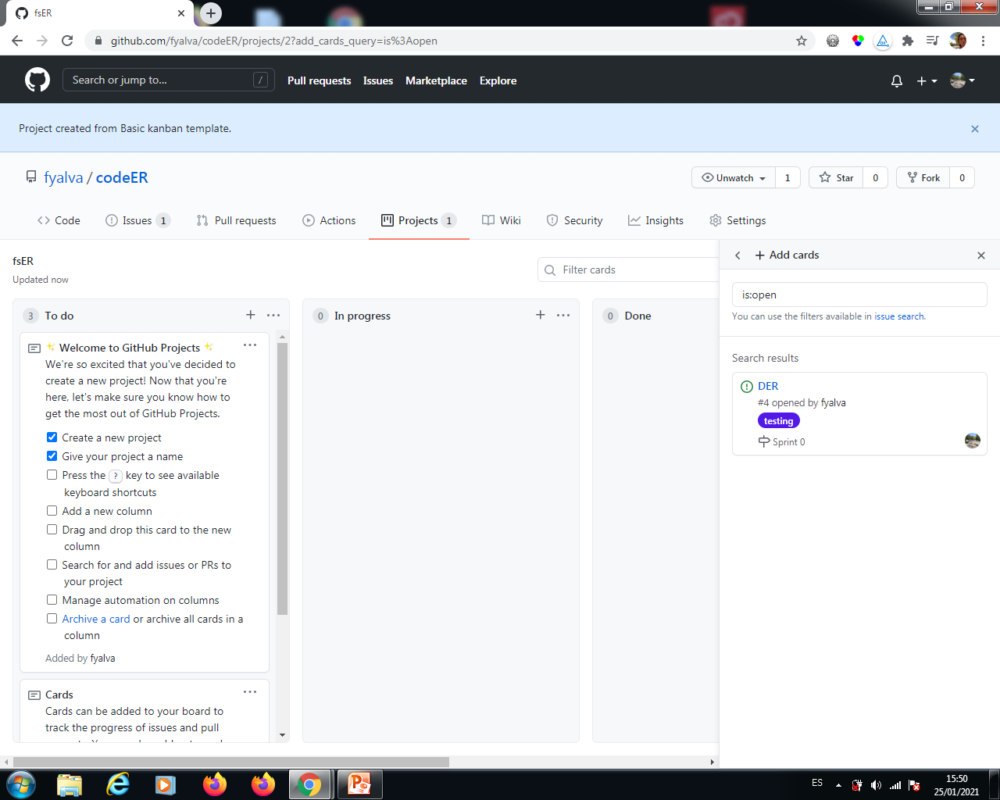 fsER
github.com/fyalva/codeER/projects/2?add_cards_query=is%3Aopen
Search or jump to...
/
Pull requests
Issues
Marketplace
Explore
Project created from Basic kanban template.
fyalva / codeER
Unwatch
1
Star
0
Fork
0
Code
Issues 1
Pull requests
Actions
Projects 1
Wiki
Security
Insights
Settings
fsER
Updated now
Filter cards
3 To do
Welcome to GitHub Projects
We're so excited that you've decided to
create a new project! Now that you're
here, let's make sure you know how to
get the most out of GitHub Projects.
Create a new project
Give your project a name
Press the ? key to see available
keyboard shortcuts
Add a new column
Drag and drop this card to the new
column
Search for and add issues or PRs to
your project
Manage automation on columns
Archive a card or archive all cards in a
column
Added by fyalva
Cards
Cards can be added to your board to
track the progress of issues and pull
0 In progress
0 Done
Add cards
is:open
You can use the filters available in issue search.
Search results
DER
#4 opened by fyalva
testing
Sprint 0
ES
15:50
25/01/2021